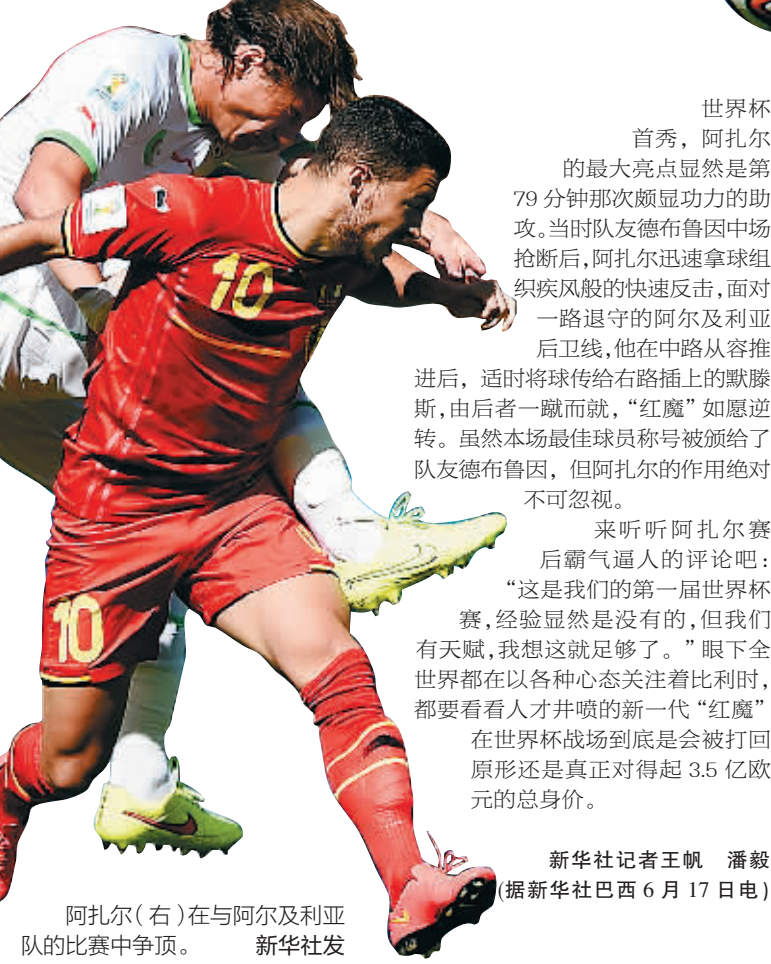 世界杯
首秀，阿扎尔
的最大亮点显然是第
79 分钟那次颇显功力的助
攻。当时队友德布鲁因中场
抢断后，阿扎尔迅速拿球组
织疾风般的快速反击，面对
一路退守的阿尔及利亚
后卫线，他在中路从容推
进后，适时将球传给右路插上的默滕
斯，由后者一蹴而就，“红魔”如愿逆
转。虽然本场最佳球员称号被颁给了
队友德布鲁因，但阿扎尔的作用绝对
不可忽视。
来听听阿扎尔赛
后霸气逼人的评论吧：
“这是我们的第一届世界杯
赛，经验显然是没有的，但我们
有天赋，我想这就足够了。”眼下全
世界都在以各种心态关注着比利时，
都要看看人才井喷的新一代“红魔”
在世界杯战场到底是会被打回
原形还是真正对得起 3.5 亿欧
元的总身价。
新华社记者王帆　潘毅
（据新华社巴西 6 月 17 日电）
阿扎尔（右）在与阿尔及利亚
队的比赛中争顶。　新华社发
10
10